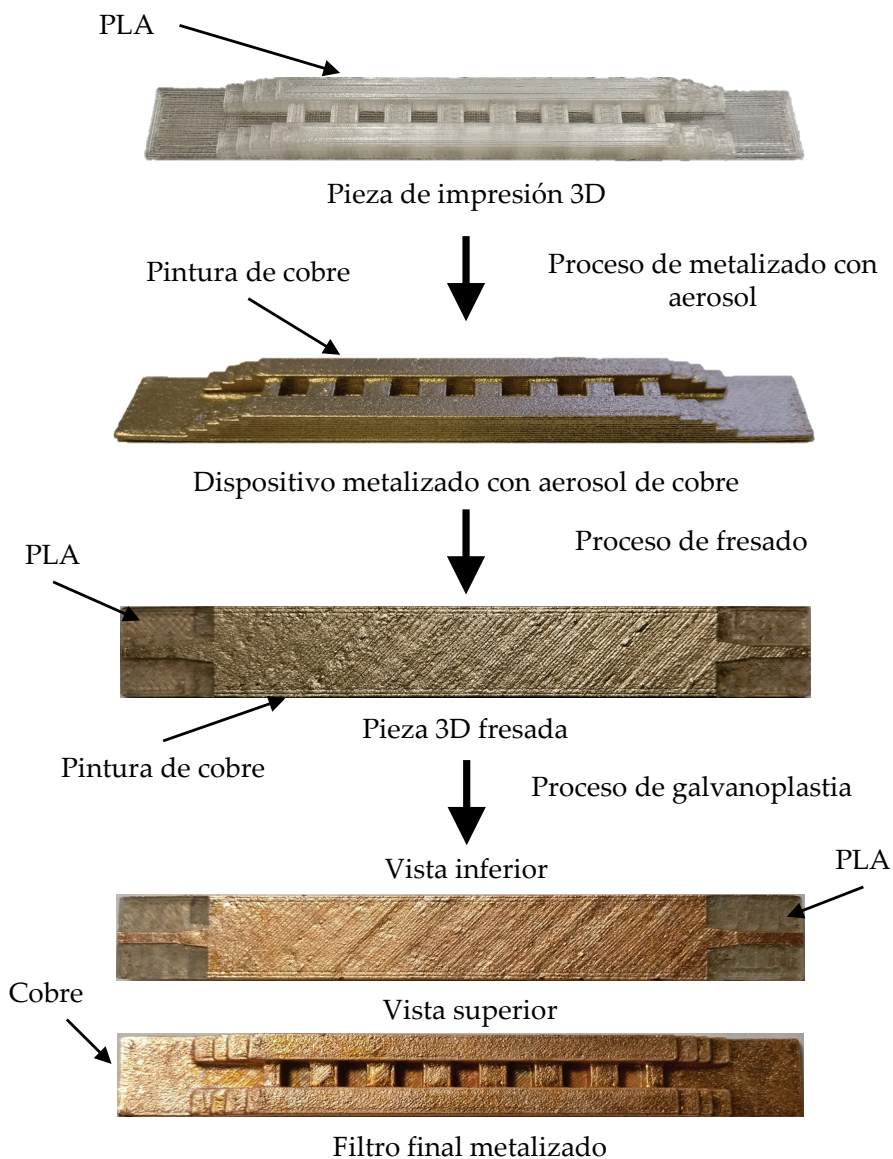 PLA
Pieza de impresión 3D
Pintura de cobre
Proceso de metalizado con
aerosol
Dispositivo metalizado con aerosol de cobre
Proceso de fresado
PLA
Pieza 3D fresada
Pintura de cobre
Proceso de galvanoplastia
Vista inferior
PLA
Cobre
Vista superior
Filtro final metalizado